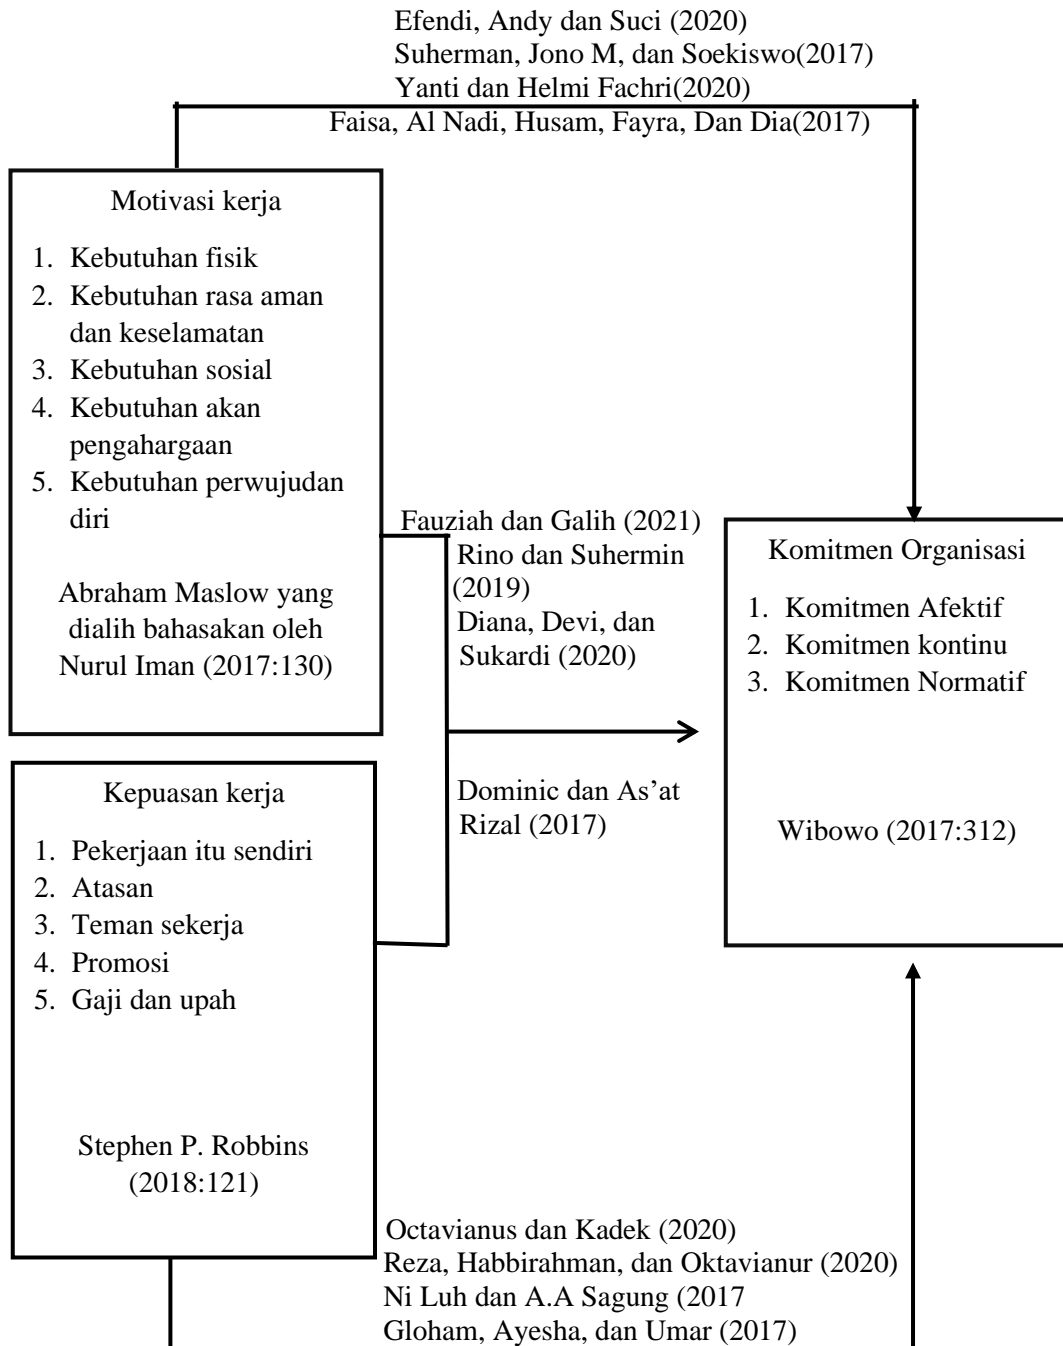 Efendi, Andy dan Suci (2020)
Suherman, Jono M, dan Soekiswo(2017)
Yanti dan Helmi Fachri(2020)
Faisa, Al Nadi, Husam, Fayra, Dan Dia(2017)
Motivasi kerja
1. Kebutuhan fisik
2. Kebutuhan rasa aman
dan keselamatan
3. Kebutuhan sosial
4. Kebutuhan akan
pengahargaan
5. Kebutuhan perwujudan
diri
Abraham Maslow yang
dialih bahasakan oleh
Nurul Iman (2017:130)
Fauziah dan Galih (2021)
Rino dan Suhermin
(2019)
Diana, Devi, dan
Sukardi (2020)
Komitmen Organisasi
1. Komitmen Afektif
2. Komitmen kontinu
3. Komitmen Normatif
Wibowo (2017:312)
Kepuasan kerja
1. Pekerjaan itu sendiri
2. Atasan
3. Teman sekerja
4. Promosi
5. Gaji dan upah
Stephen P. Robbins
(2018:121)
Dominic dan As’at
Rizal (2017)
Octavianus dan Kadek (2020)
Reza, Habbirahman, dan Oktavianur (2020)
Ni Luh dan A.A Sagung (2017
Gloham, Ayesha, dan Umar (2017)